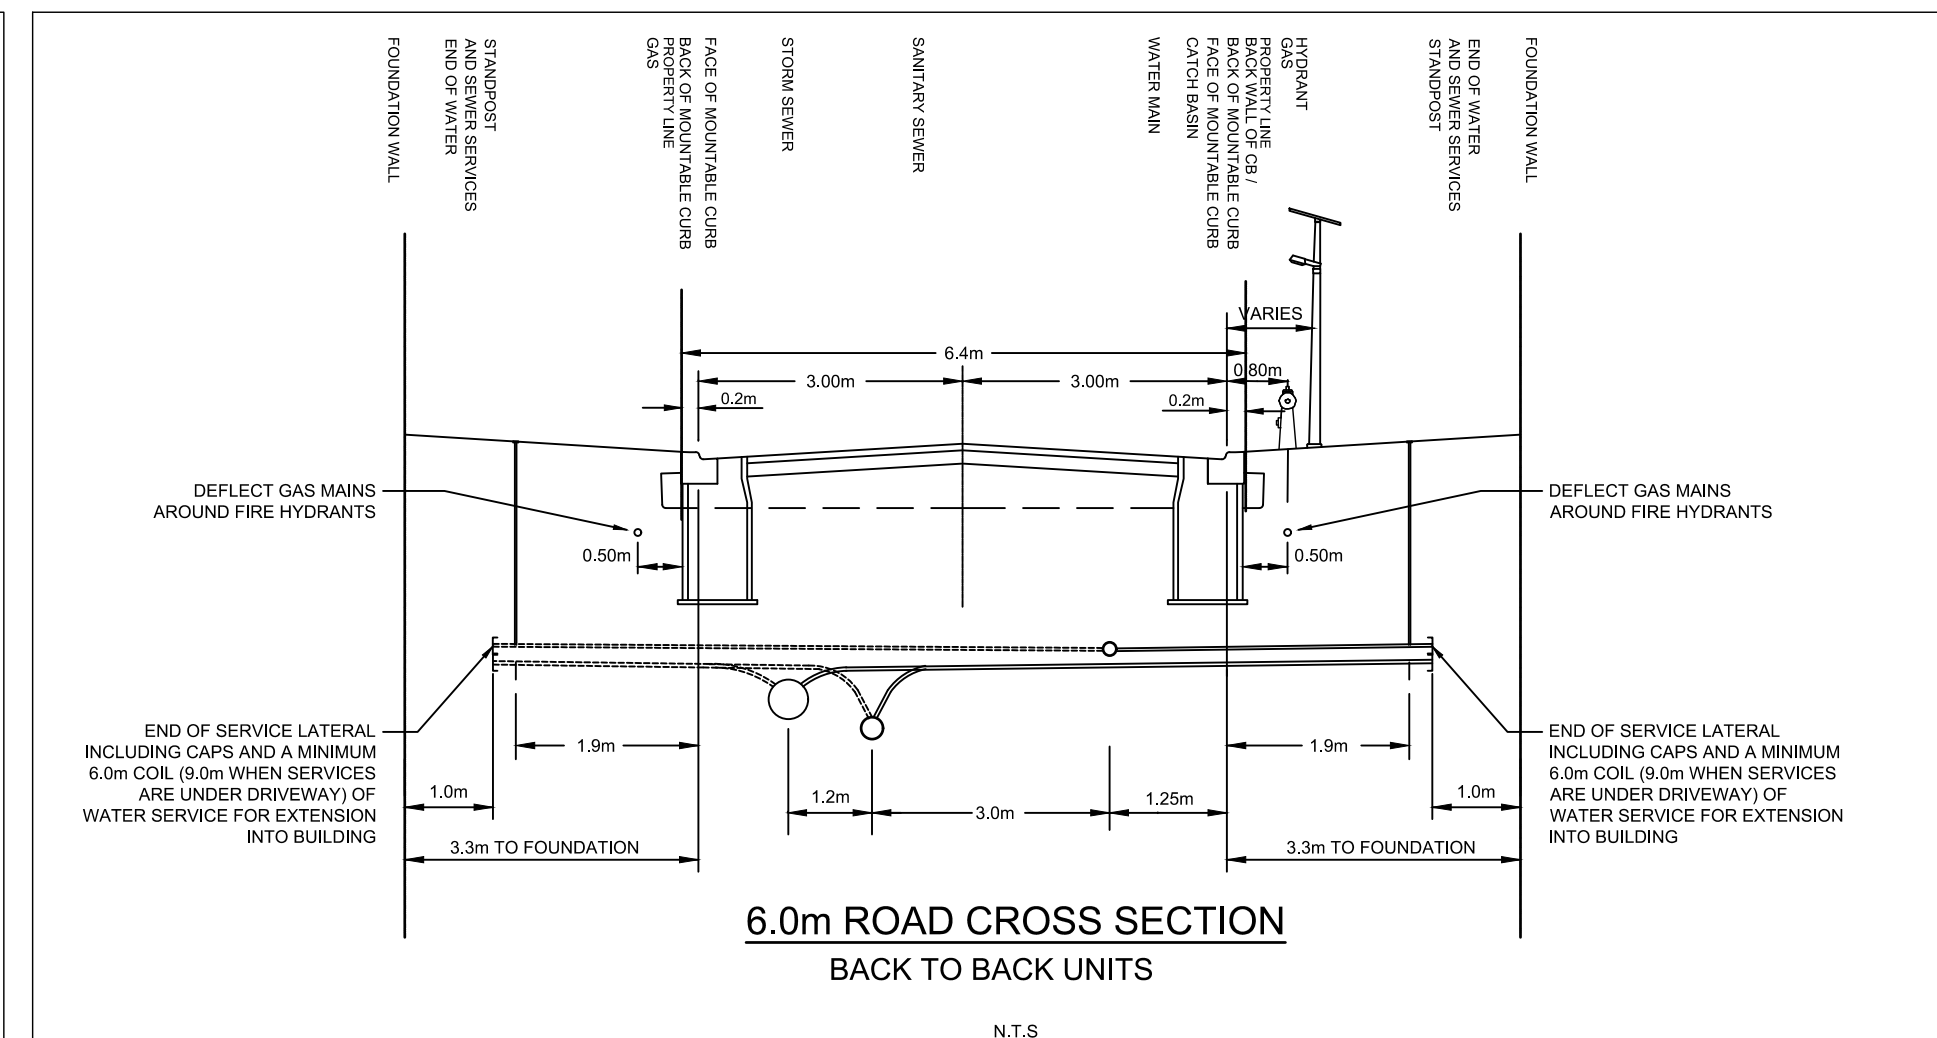 FOUNDATION WALL
STANDPOST
AND SEWER SERVICES
END OF WATER
FACE OF MOUNTABLE CURB
BACK OF MOUNTABLE CURB
PROPERTY LINE
GAS
STORM SEWER
SANITARY SEWER
WATER MAIN
HYDRANT
GAS
PROPERTY LINE
BACK WALL OF CB /
BACK OF MOUNTABLE CURB
FACE OF MOUNTABLE CURB
CATCH BASIN
END OF WATER
AND SEWER SERVICES
STANDPOST
FOUNDATION WALL
VARIES
6.4m
3.00m
3.00m
0.80m
0.2m
0.2m
DEFLECT GAS MAINS
AROUND FIRE HYDRANTS
DEFLECT GAS MAINS
AROUND FIRE HYDRANTS
0.50m
0.50m
END OF SERVICE LATERAL
INCLUDING CAPS AND A MINIMUM
6.0m COIL (9.0m WHEN SERVICES
ARE UNDER DRIVEWAY) OF
WATER SERVICE FOR EXTENSION
INTO BUILDING
1.9m
1.9m
END OF SERVICE LATERAL
INCLUDING CAPS AND A MINIMUM
6.0m COIL (9.0m WHEN SERVICES
ARE UNDER DRIVEWAY) OF
WATER SERVICE FOR EXTENSION
INTO BUILDING
1.0m
1.2m
3.0m
1.25m
1.0m
3.3m TO FOUNDATION
3.3m TO FOUNDATION
6.0m ROAD CROSS SECTION
BACK TO BACK UNITS
N.T.S